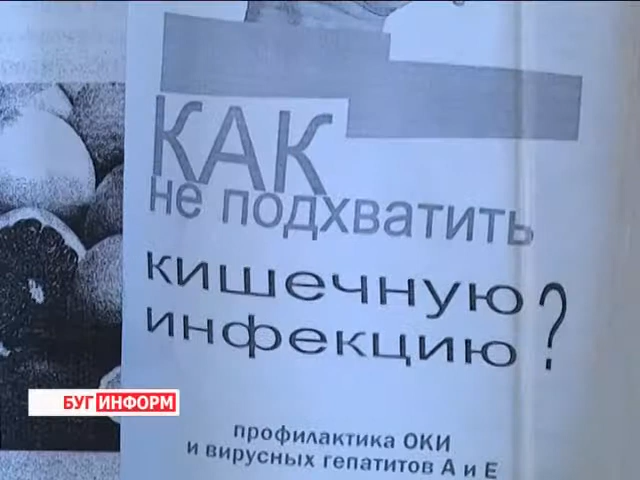 КАК
не подхватить
кишечную
инфекцию?
БУГ ИНФОРМ
профилактика ОКИ
и вирусных гепатитов А и Е